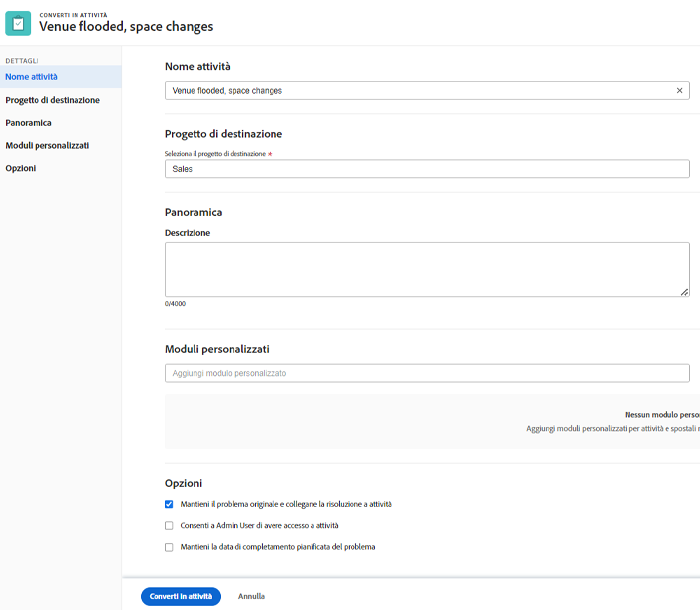 CONVERTI IN ATTIVITÀ
Venue flooded, space changes
DETTAGLI
Nome attività
Progetto di destinazione
Panoramica
Moduli personalizzati
Opzioni
Nome attività
Venue flooded, space changes
Progetto di destinazione
Seleziona il progetto di destinazione *
Sales
Panoramica
Descrizione
0/4000
Moduli personalizzati
Aggiungi modulo personalizzato
Nessun modulo perso
Aggiungi moduli personalizzati per attività e spostali
Opzioni
Mantieni il problema originale e collegane la risoluzione a attività
Consenti a Admin User di avere accesso a attività
Mantieni la data di completamento pianificata del problema
Converti in attività
Annulla